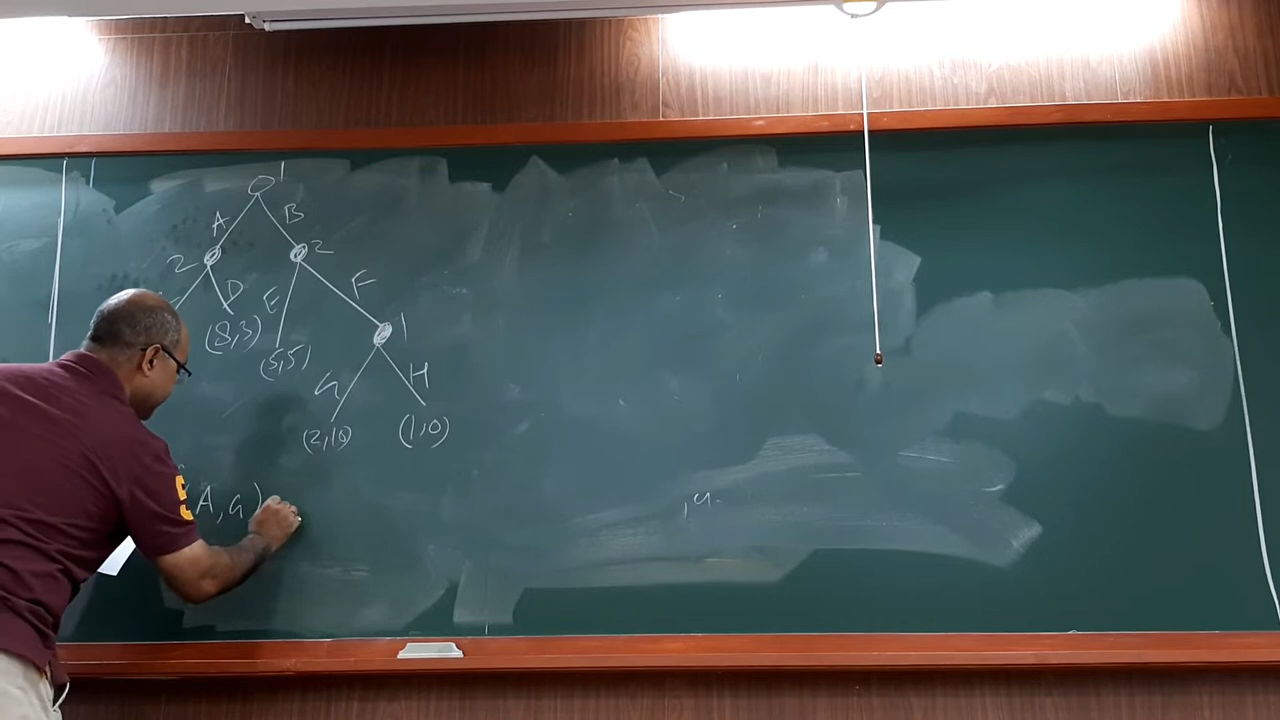 1
A B
2 2
D E F
(8,3) 1
(5,5)
G H
(2,10) (1,0)
(A,G)